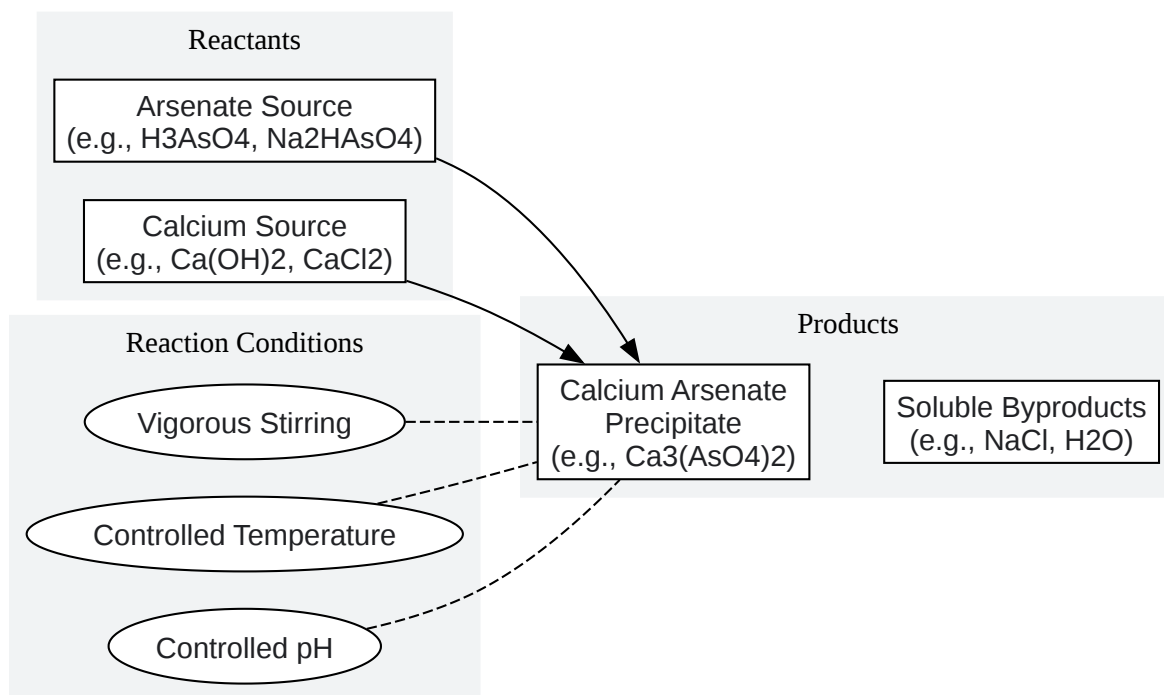 Reactants
Arsenate Source
(e.g., H3AsO4, Na2HAsO4)
Calcium Source
(e.g., Ca(OH)2, CaCl2)
Reaction Conditions
Vigorous Stirring
Controlled Temperature
Controlled pH
Products
Calcium Arsenate
Precipitate
(e.g., Ca3(AsO4)2)
Soluble Byproducts
(e.g., NaCl, H2O)